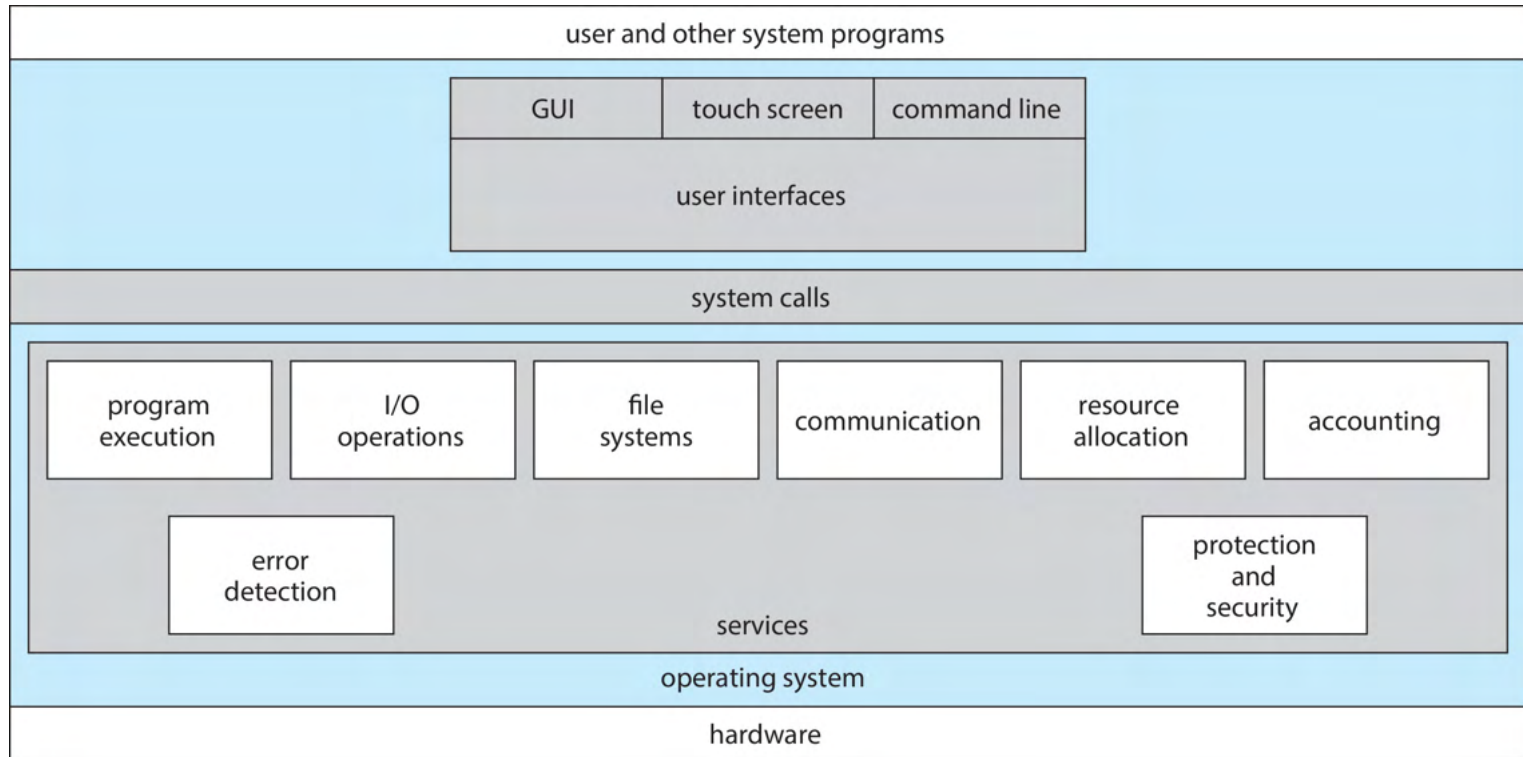 user and other system programs
GUI
touch screen
command line
user interfaces
system calls
program
execution
I/O
operations
file
systems
communication
resource
allocation
accounting
error
detection
protection
and
security
services
operating system
hardware